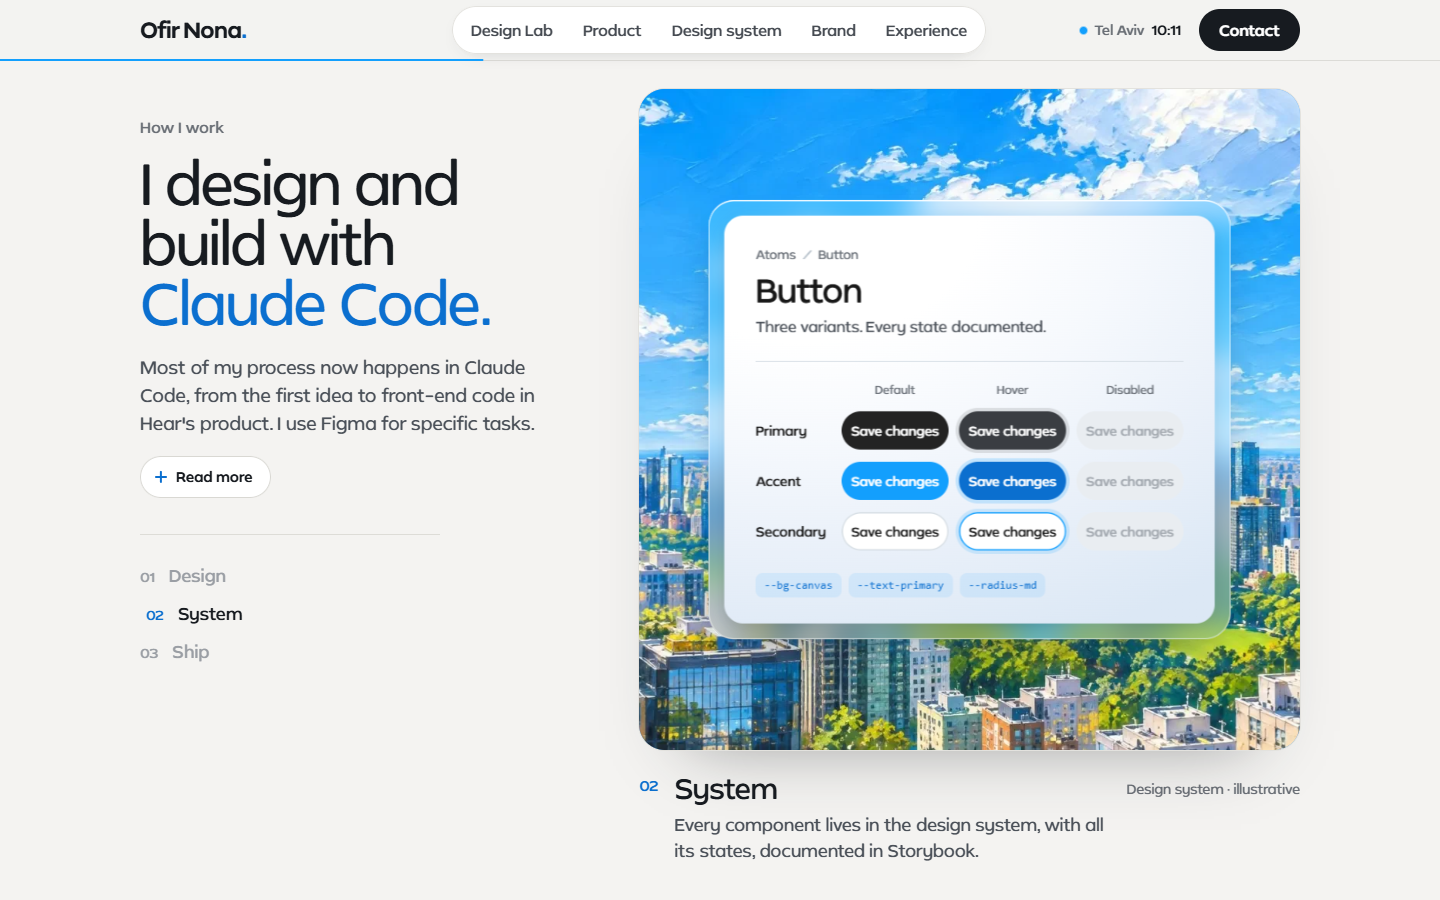 Ofir Nona.
Design Lab Product Design system Brand Experience
Tel Aviv 10:11 Contact
How I work
I design and
build with
Claude Code.
Most of my process now happens in Claude
Code, from the first idea to front-end code in
Hear's product. I use Figma for specific tasks.
+ Read more
01 Design
02 System
03 Ship
Atoms / Button
Button
Three variants. Every state documented.
Default Hover Disabled
Primary Save changes Save changes Save changes
Accent Save changes Save changes Save changes
Secondary Save changes Save changes Save changes
--bg-canvas --text-primary --radius-md
02 System
Design system · illustrative
Every component lives in the design system, with all
its states, documented in Storybook.